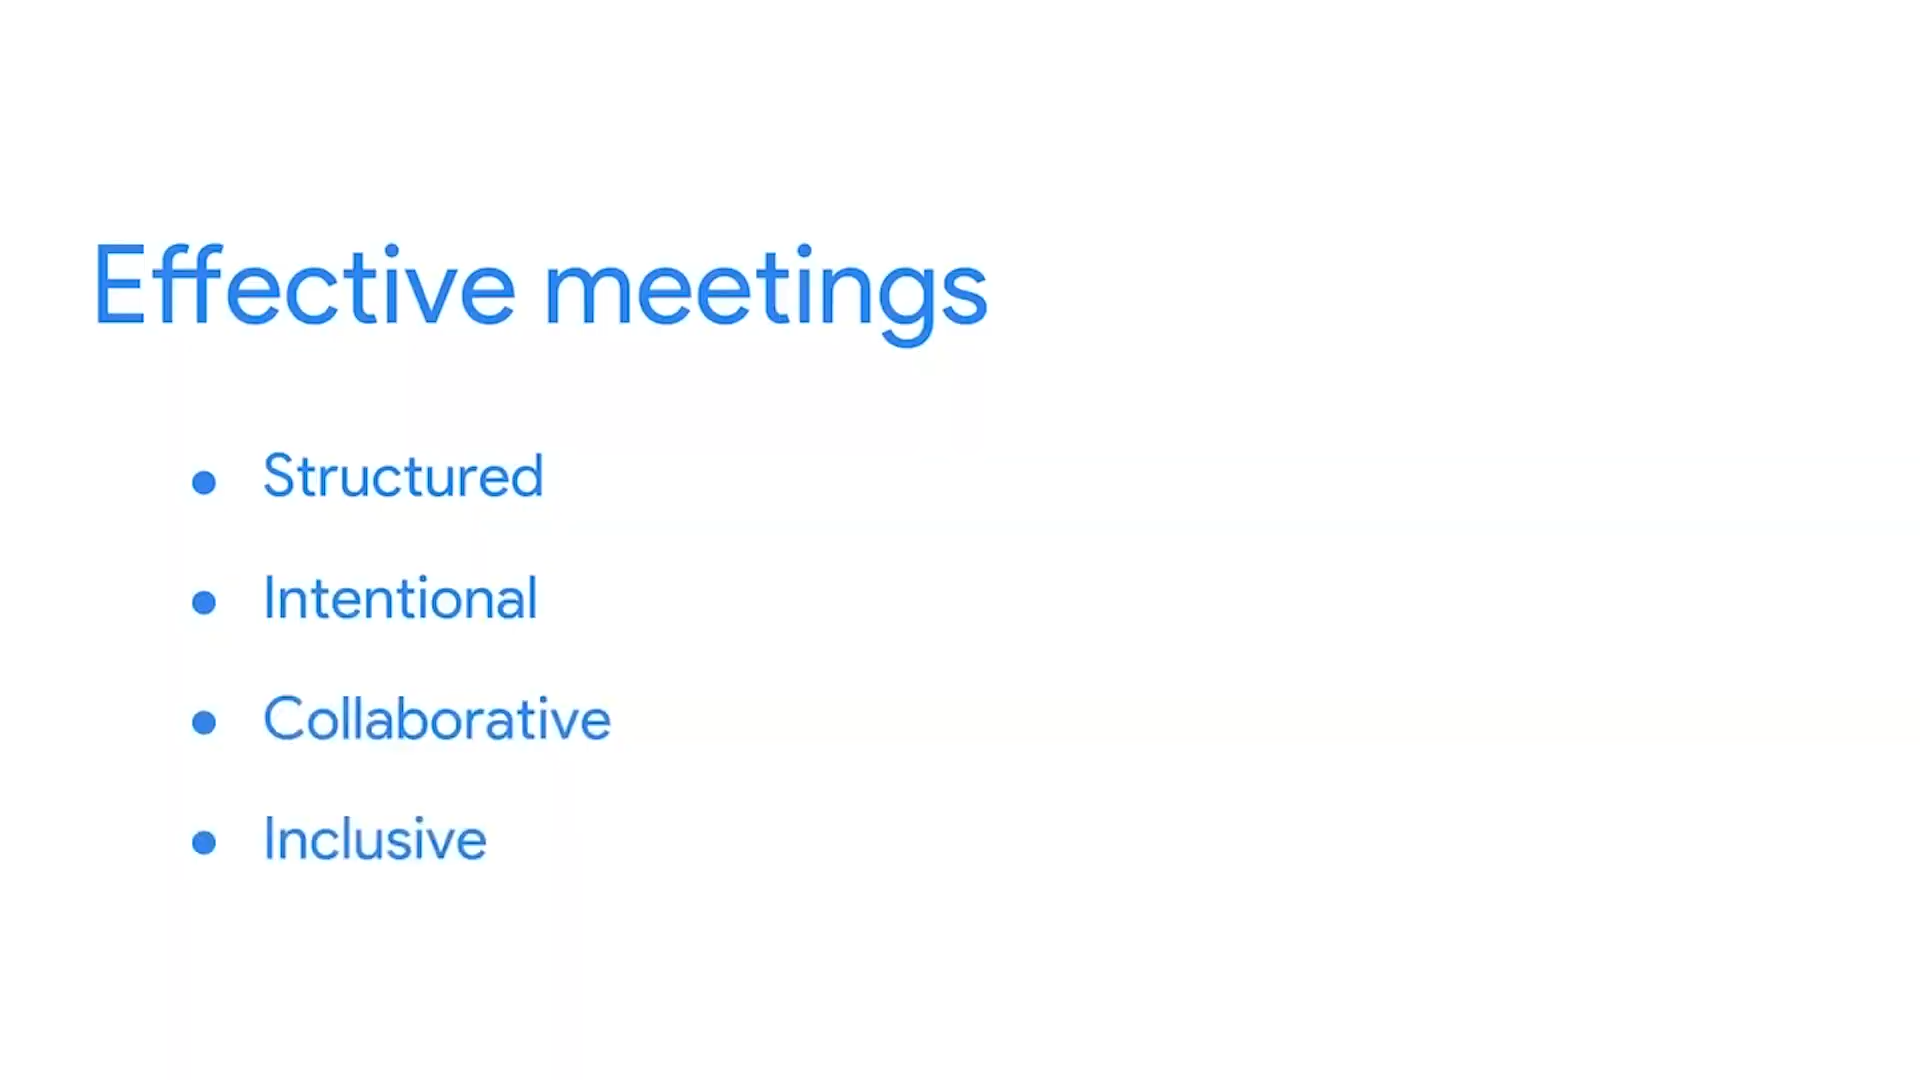 Effective meetings
● Structured
● Intentional
● Collaborative
● Inclusive